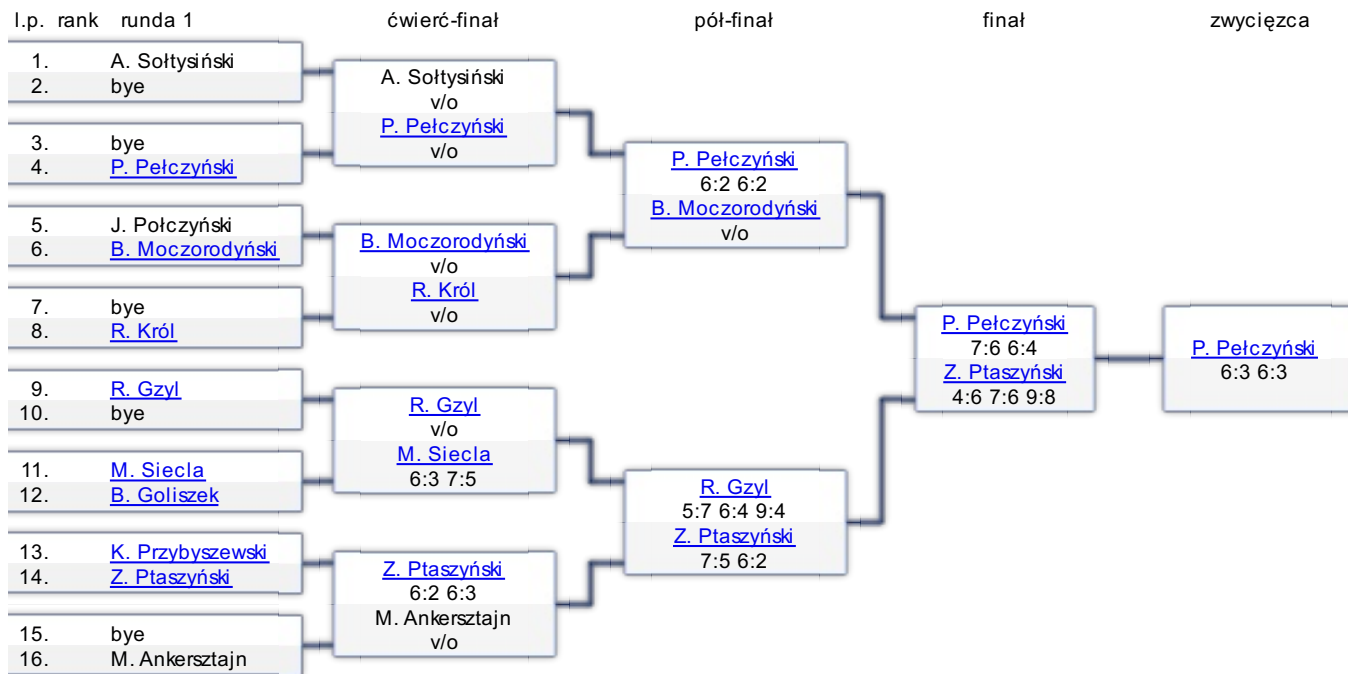 l.p. rank runda 1 ćwierć-finał pół-finał finał zwycięzca
1. A. Sołtysiński
2. bye
3. bye
4. P. Pełczyński
5. J. Połczyński
6. B. Moczorodyński
7. bye
8. R. Król
9. R. Gzyl
10. bye
11. M. Siecla
12. B. Goliszek
13. K. Przybyszewski
14. Z. Ptaszyński
15. bye
16. M. Ankersztajn
A. Sołtysiński
v/o
P. Pełczyński
v/o
B. Moczorodyński
v/o
R. Król
v/o
R. Gzyl
v/o
M. Siecla
6:3 7:5
Z. Ptaszyński
6:2 6:3
M. Ankersztajn
v/o
P. Pełczyński
6:2 6:2
B. Moczorodyński
v/o
R. Gzyl
5:7 6:4 9:4
Z. Ptaszyński
7:5 6:2
P. Pełczyński
7:6 6:4
Z. Ptaszyński
4:6 7:6 9:8
P. Pełczyński
6:3 6:3